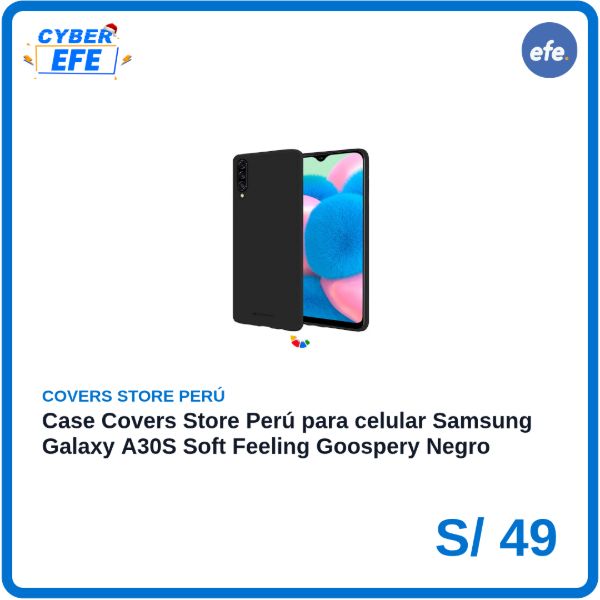 CYBER
EFE
efe.
COVERS STORE PERÚ
Case Covers Store Perú para celular Samsung
Galaxy A30S Soft Feeling Goospery Negro
S/ 49